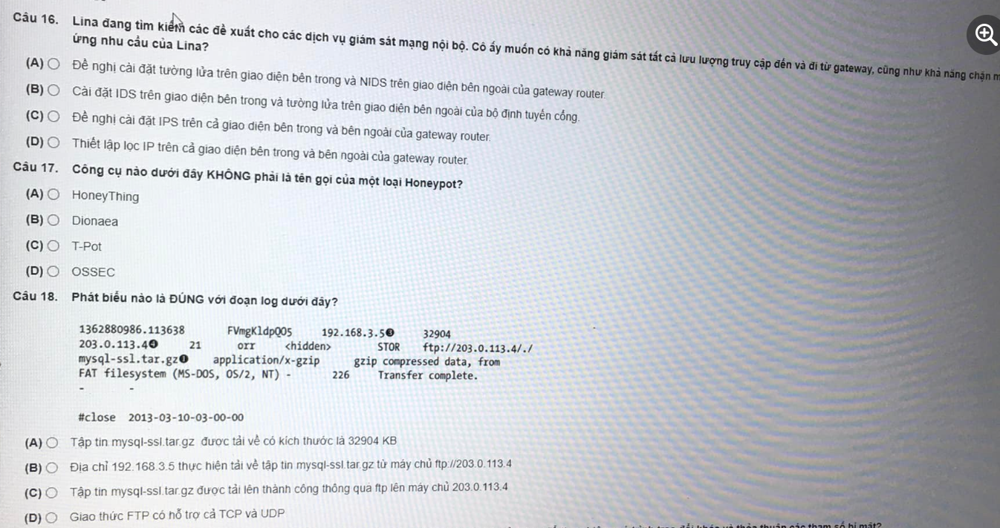 Câu 16. Lina đang tìm kiếm các đề xuất cho các dịch vụ giám sát mạng nội bộ. Cô ấy muốn có khả năng giám sát tất cả lưu lượng truy cập đến và đi từ gateway, cũng như khả năng chặn
ứng nhu cầu của Lina?
(A) Đề nghị cài đặt tường lửa trên giao diện bên trong và NIDS trên giao diện bên ngoài của gateway router.
(B) Cài đặt IDS trên giao diện bên trong và tường lửa trên giao diện bên ngoài của bộ định tuyến cổng.
(C) Đề nghị cài đặt IPS trên cả giao diện bên trong và bên ngoài của gateway router.
(D) Thiết lập lọc IP trên cả giao diện bên trong và bên ngoài của gateway router.
Câu 17. Công cụ nào dưới đây KHÔNG phải là tên gọi của một loại Honeypot?
(A) HoneyThing
(B) Dionaea
(C) T-Pot
(D) OSSEC
Câu 18. Phát biểu nào là ĐÚNG với đoạn log dưới đây?
1362880986.113638 FVmgKldpQO5 192.168.3.5❸ 32904
203.0.113.4❹ 21 orr <hidden> STOR ftp://203.0.113.4/./
mysql-ssl.tar.gz❶ application/x-gzip gzip compressed data, from
FAT filesystem (MS-DOS, OS/2, NT) - 226 Transfer complete.
- -
#close 2013-03-10-03-00-00
(A) Tập tin mysql-ssl.tar.gz được tải về có kích thước là 32904 KB
(B) Địa chỉ 192.168.3.5 thực hiện tải về tập tin mysql-ssl.tar.gz từ máy chủ ftp://203.0.113.4
(C) Tập tin mysql-ssl.tar.gz được tải lên thành công thông qua ftp lên máy chủ 203.0.113.4
(D) Giao thức FTP có hỗ trợ cả TCP và UDP
thỏa thuận các tham số bí mật?